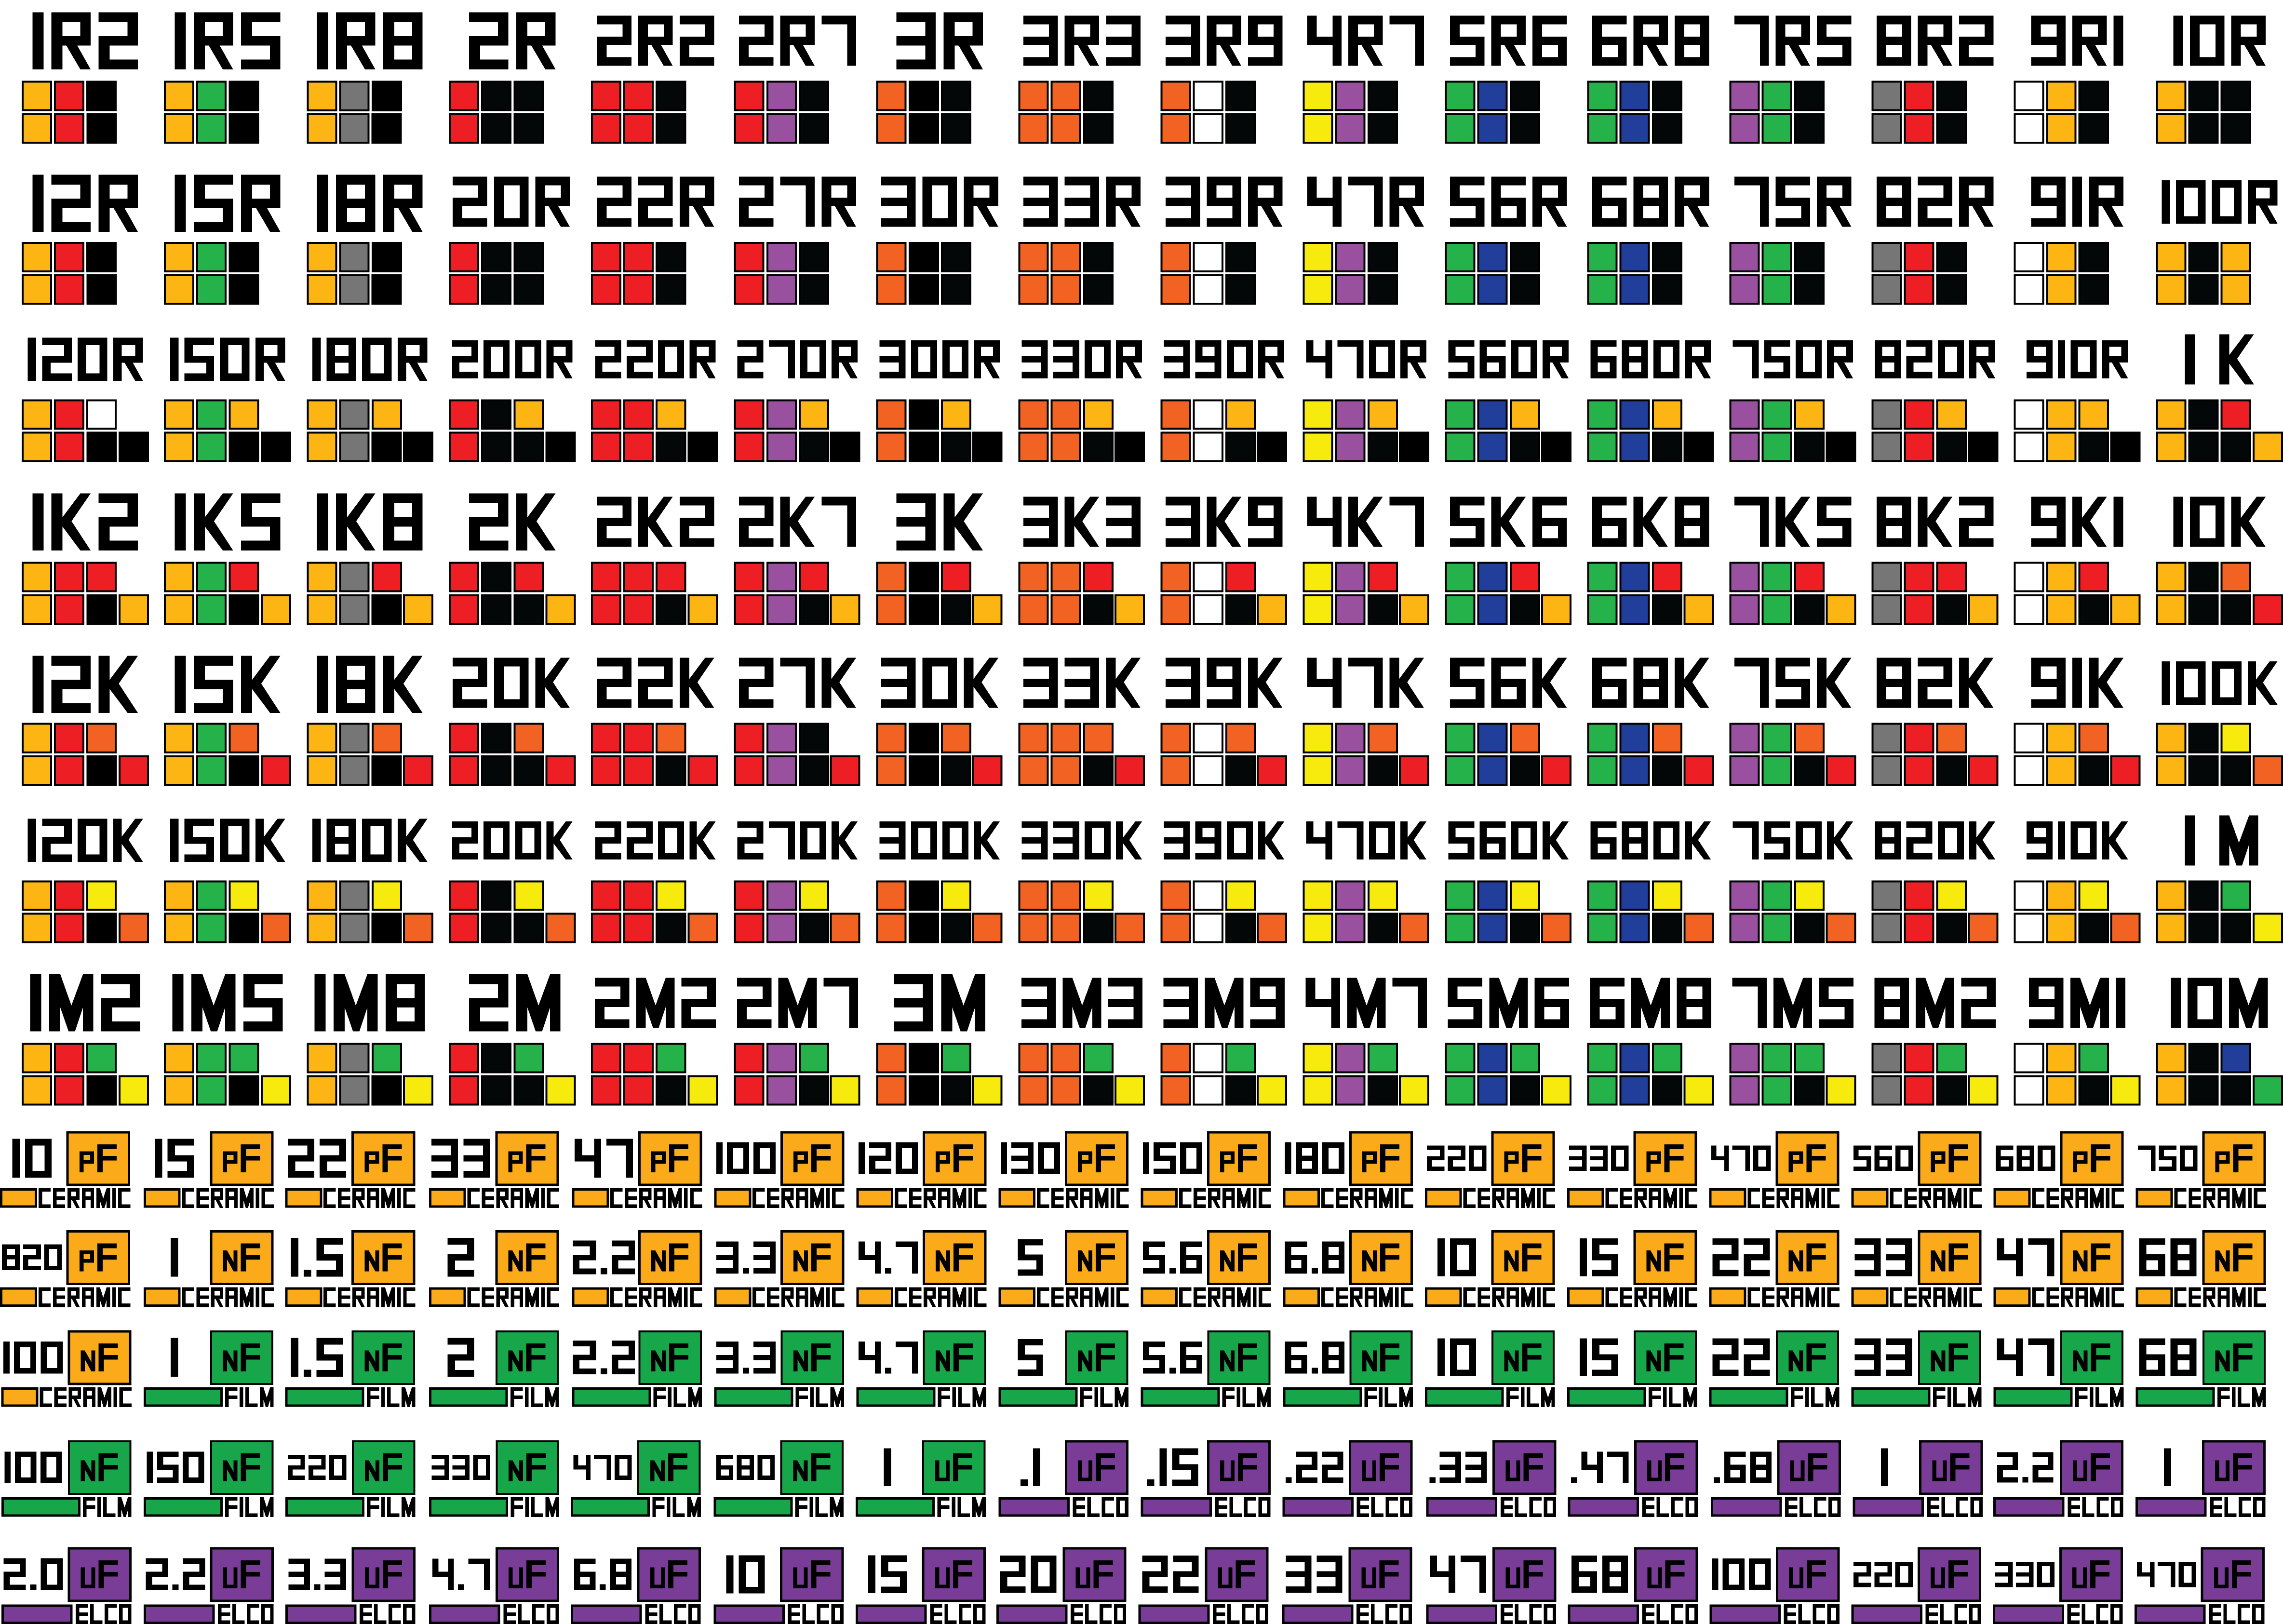 1R2 1R5 1R8 2R 2R2 2R7 3R 3R3 3R9 4R7 5R6 6R8 7R5 8R2 9R1 10R
12R 15R 18R 20R 22R 27R 30R 33R 39R 47R 56R 68R 75R 82R 91R 100R
120R 150R 180R 200R 220R 270R 300R 330R 390R 470R 560R 680R 750R 820R 910R 1 K
1K2 1K5 1K8 2K 2K2 2K7 3K 3K3 3K9 4K7 5K6 6K8 7K5 8K2 9K1 10K
12K 15K 18K 20K 22K 27K 30K 33K 39K 47K 56K 68K 75K 82K 91K 100K
120K 150K 180K 200K 220K 270K 300K 330K 390K 470K 560K 680K 750K 820K 910K 1 M
1M2 1M5 1M8 2M 2M2 2M7 3M 3M3 3M9 4M7 5M6 6M8 7M5 8M2 9M1 10M
10 pF 15 pF 22 pF 33 pF 47 pF 100 pF 120 pF 130 pF 150 pF 180 pF 220 pF 330 pF 470 pF 560 pF 680 pF 750 pF
CERAMIC CERAMIC CERAMIC CERAMIC CERAMIC CERAMIC CERAMIC CERAMIC CERAMIC CERAMIC CERAMIC CERAMIC CERAMIC CERAMIC CERAMIC CERAMIC
820 pF 1 NF 1.5 NF 2 NF 2.2 NF 3.3 NF 4.7 NF 5 NF 5.6 NF 6.8 NF 10 NF 15 NF 22 NF 33 NF 47 NF 68 NF
CERAMIC CERAMIC CERAMIC CERAMIC CERAMIC CERAMIC CERAMIC CERAMIC CERAMIC CERAMIC CERAMIC CERAMIC CERAMIC CERAMIC CERAMIC CERAMIC
100 NF 1 NF 1.5 NF 2 NF 2.2 NF 3.3 NF 4.7 NF 5 NF 5.6 NF 6.8 NF 10 NF 15 NF 22 NF 33 NF 47 NF 68 NF
CERAMIC FILM FILM FILM FILM FILM FILM FILM FILM FILM FILM FILM FILM FILM FILM FILM
100 NF 150 NF 220 NF 330 NF 470 NF 680 NF 1 uF .1 uF .15 uF .22 uF .33 uF .47 uF .68 uF 1 uF 2.2 uF 1 uF
FILM FILM FILM FILM FILM FILM FILM ELCO ELCO ELCO ELCO ELCO ELCO ELCO ELCO ELCO
2.0 uF 2.2 uF 3.3 uF 4.7 uF 6.8 uF 10 uF 15 uF 20 uF 22 uF 33 uF 47 uF 68 uF 100 uF 220 uF 330 uF 470 uF
ELCO ELCO ELCO ELCO ELCO ELCO ELCO ELCO ELCO ELCO ELCO ELCO ELCO ELCO ELCO ELCO